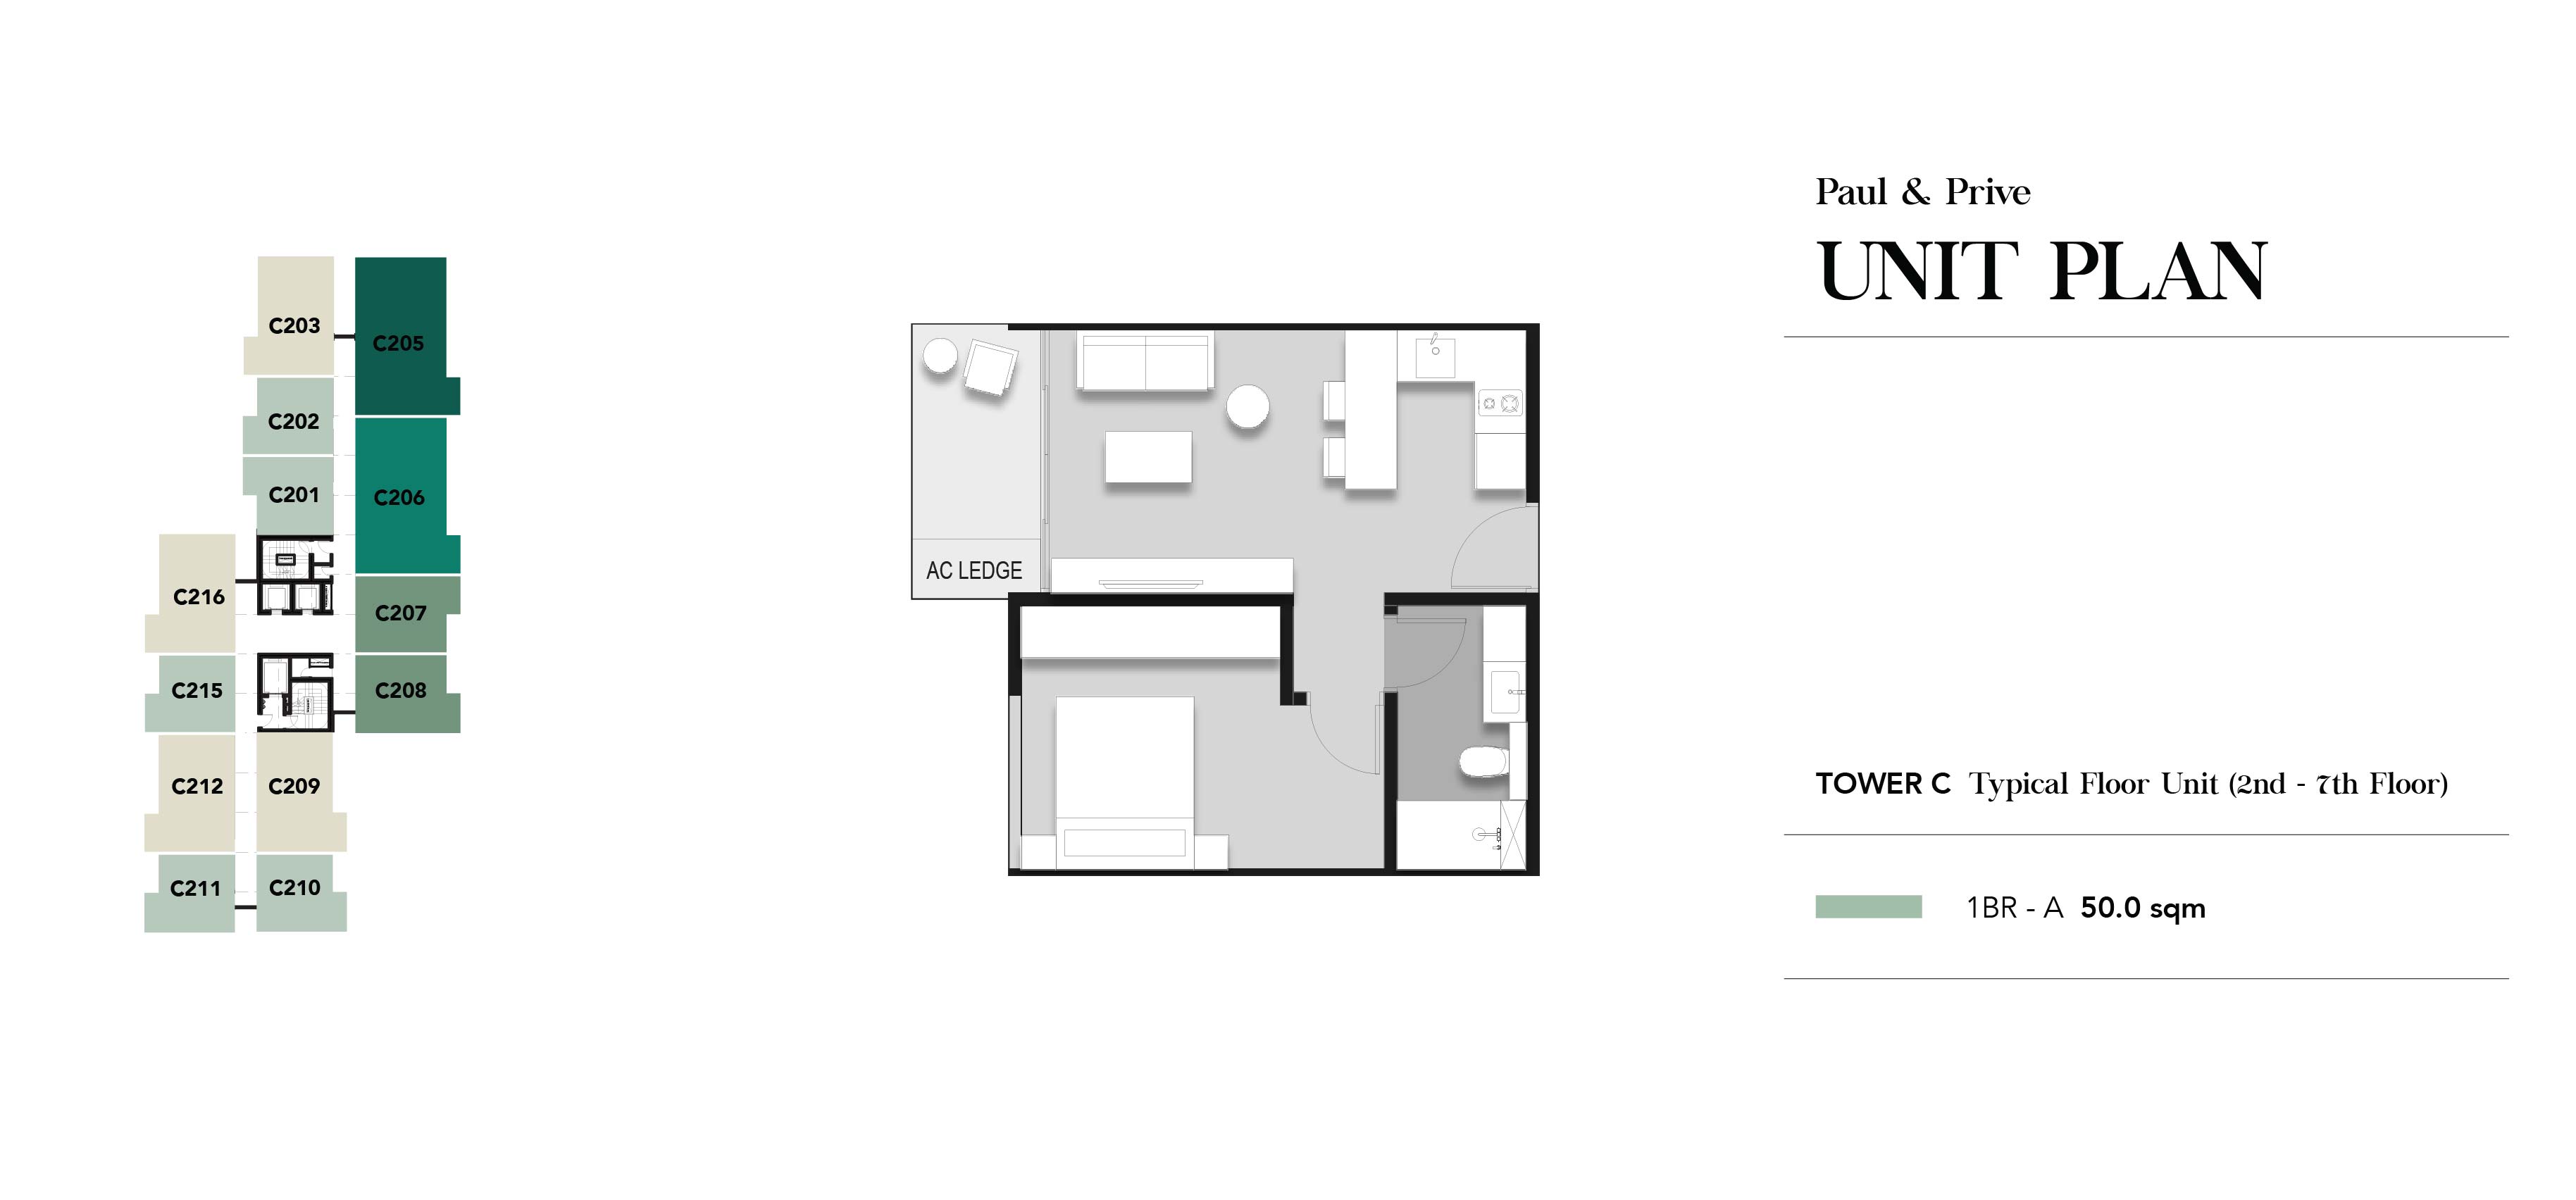 Paul & Prive
UNIT PLAN
C203
C205
C202
C201
C206
C216
C207
C215
C208
C212
C209
C211
C210
AC LEDGE
TOWER C Typical Floor Unit (2nd - 7th Floor)
1BR - A 50.0 sqm